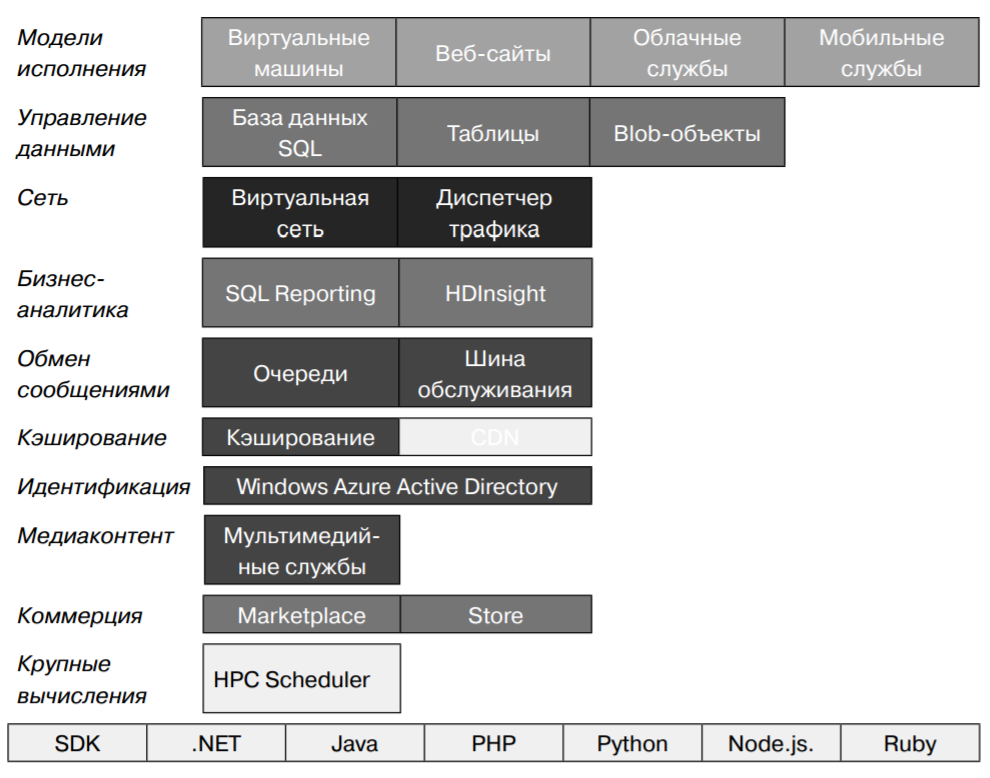 Модели
исполнения
Виртуальные
машины
Веб-сайты
Облачные
службы
Мобильные
службы
Управление
данными
База данных
SQL
Таблицы
Blob-объекты
Сеть
Виртуальная
сеть
Диспетчер
трафика
Бизнес-
аналитика
SQL Reporting
HDInsight
Обмен
сообщениями
Очереди
Шина
обслуживания
Кэширование
Кэширование
CDN
Идентификация
Windows Azure Active Directory
Медиаконтент
Мультимедий-
ные службы
Коммерция
Marketplace
Store
Крупные
вычисления
HPC Scheduler
SDK
.NET
Java
PHP
Python
Node.js.
Ruby